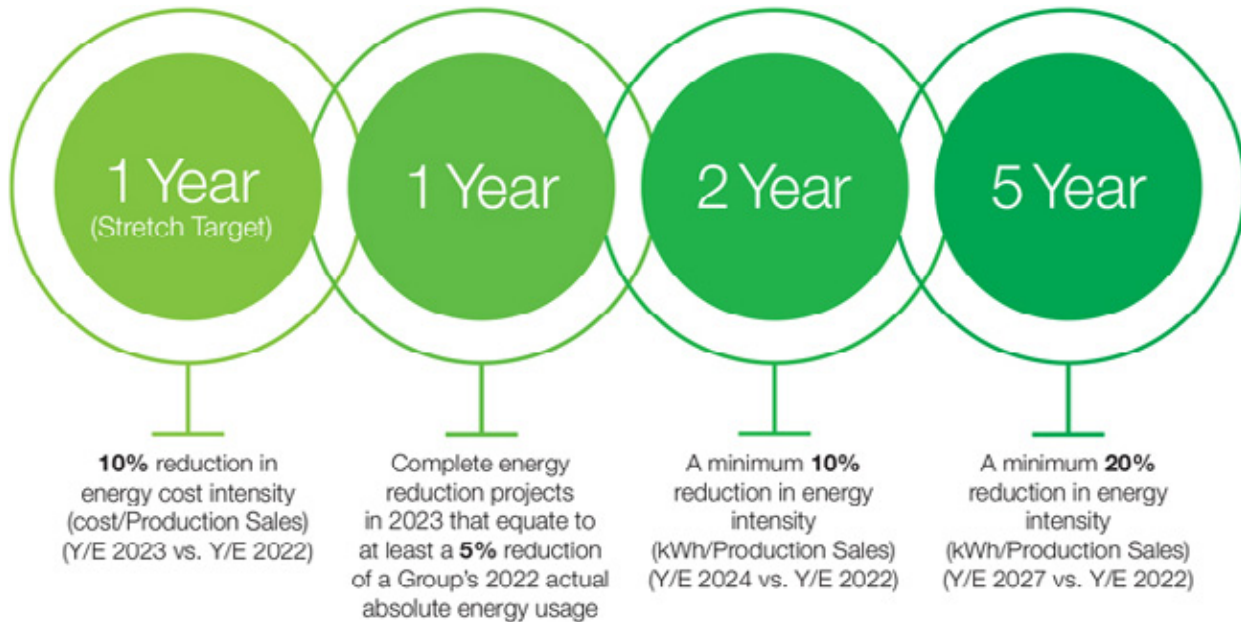 1 Year
(Stretch Target)
1 Year
2 Year
5 Year
10% reduction in
energy cost intensity
(cost/Production Sales)
(Y/E 2023 vs. Y/E 2022)
Complete energy
reduction projects
in 2023 that equate to
at least a 5% reduction
of a Group's 2022 actual
absolute energy usage
A minimum 10%
reduction in energy
intensity
(kWh/Production Sales)
(Y/E 2024 vs. Y/E 2022)
A minimum 20%
reduction in energy
intensity
(kWh/Production Sales)
(Y/E 2027 vs. Y/E 2022)